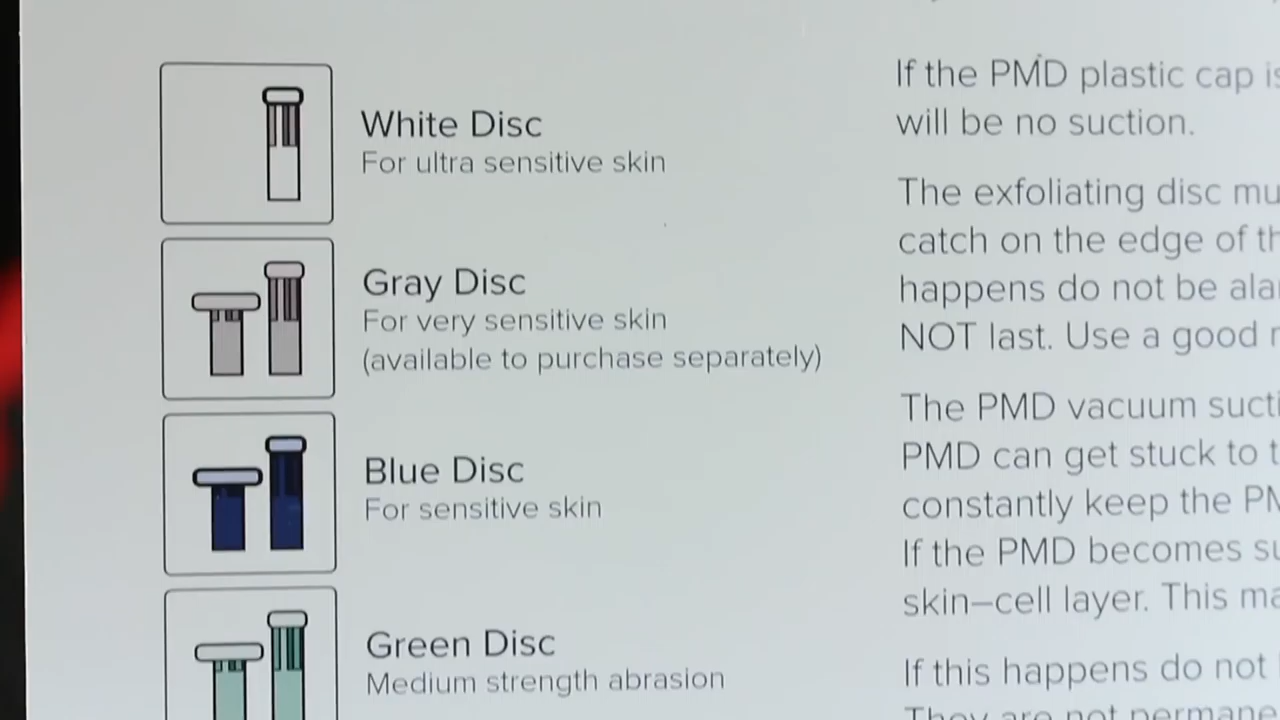 White Disc
For ultra sensitive skin
Gray Disc
For very sensitive skin
(available to purchase separately)
Blue Disc
For sensitive skin
Green Disc
Medium strength abrasion
If the PMD plastic cap
will be no suction.
The exfoliating disc
catch on the edge of
happens do not be
NOT last. Use a good
The PMD vacuum
PMD can get stuck to
constantly keep the
If the PMD becomes
skin–cell layer. This
If this happens do not
They are not